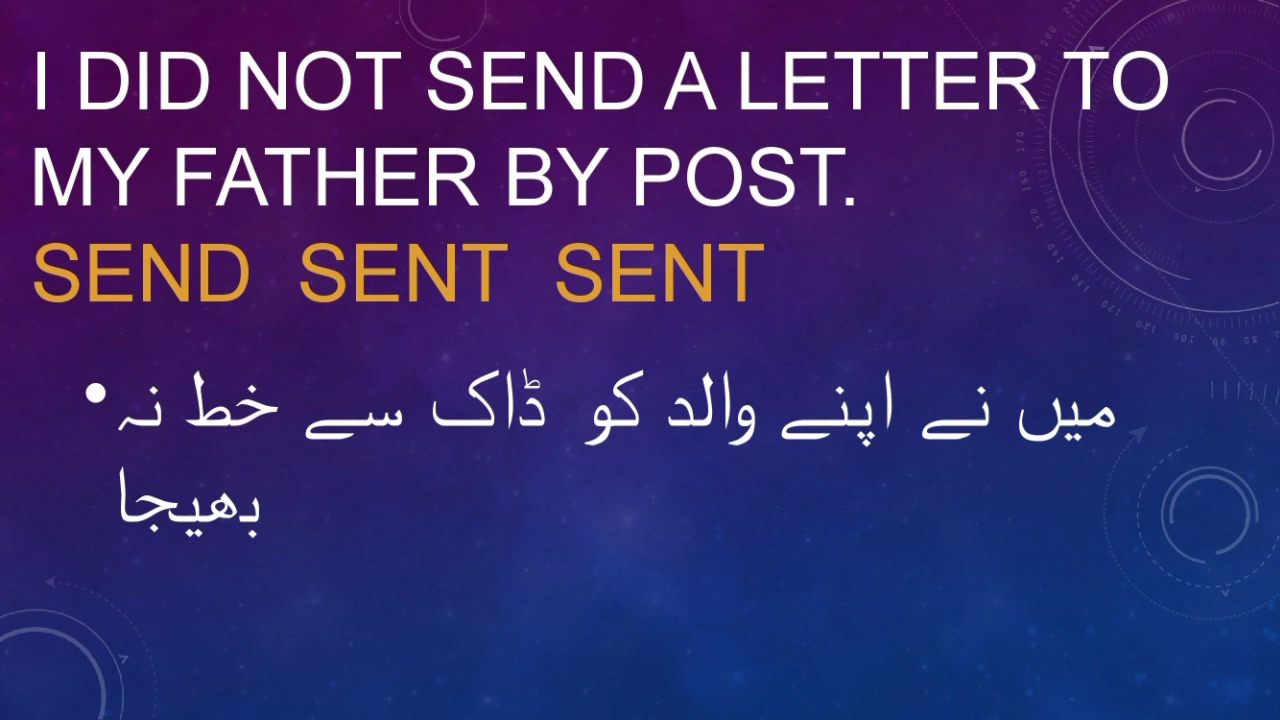 I DID NOT SEND A LETTER TO
MY FATHER BY POST.
SEND  SENT  SENT
• میں نے اپنے والد کو ڈاک سے خط نہ
بھیجا